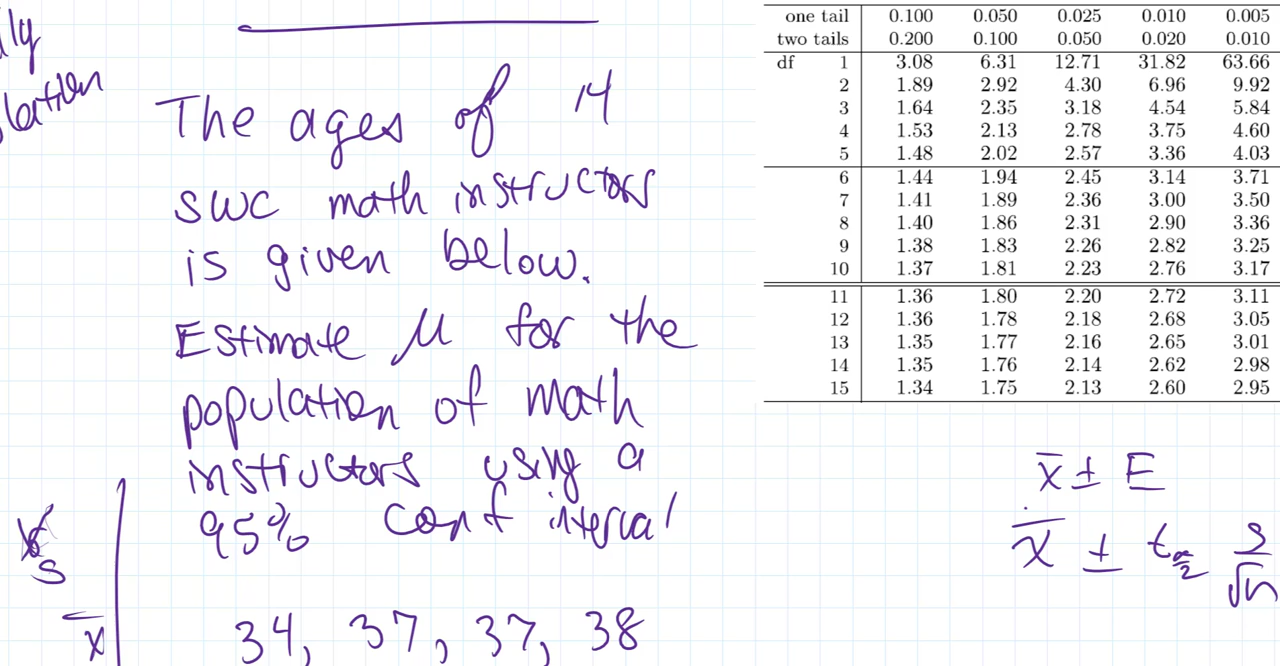 The ages of 14
SWC math instructors
is given below.
Estimate μ for the
population of math
instructors using a
95% conf interval
34, 37, 37, 38
s
x̄
one tail 0.100 0.050 0.025 0.010 0.005
two tails 0.200 0.100 0.050 0.020 0.010
df 1 3.08 6.31 12.71 31.82 63.66
2 1.89 2.92 4.30 6.96 9.92
3 1.64 2.35 3.18 4.54 5.84
4 1.53 2.13 2.78 3.75 4.60
5 1.48 2.02 2.57 3.36 4.03
6 1.44 1.94 2.45 3.14 3.71
7 1.41 1.89 2.36 3.00 3.50
8 1.40 1.86 2.31 2.90 3.36
9 1.38 1.83 2.26 2.82 3.25
10 1.37 1.81 2.23 2.76 3.17
11 1.36 1.80 2.20 2.72 3.11
12 1.36 1.78 2.18 2.68 3.05
13 1.35 1.77 2.16 2.65 3.01
14 1.35 1.76 2.14 2.62 2.98
15 1.34 1.75 2.13 2.60 2.95
x̄ ± E
x̄ ± t α/2 s/√n